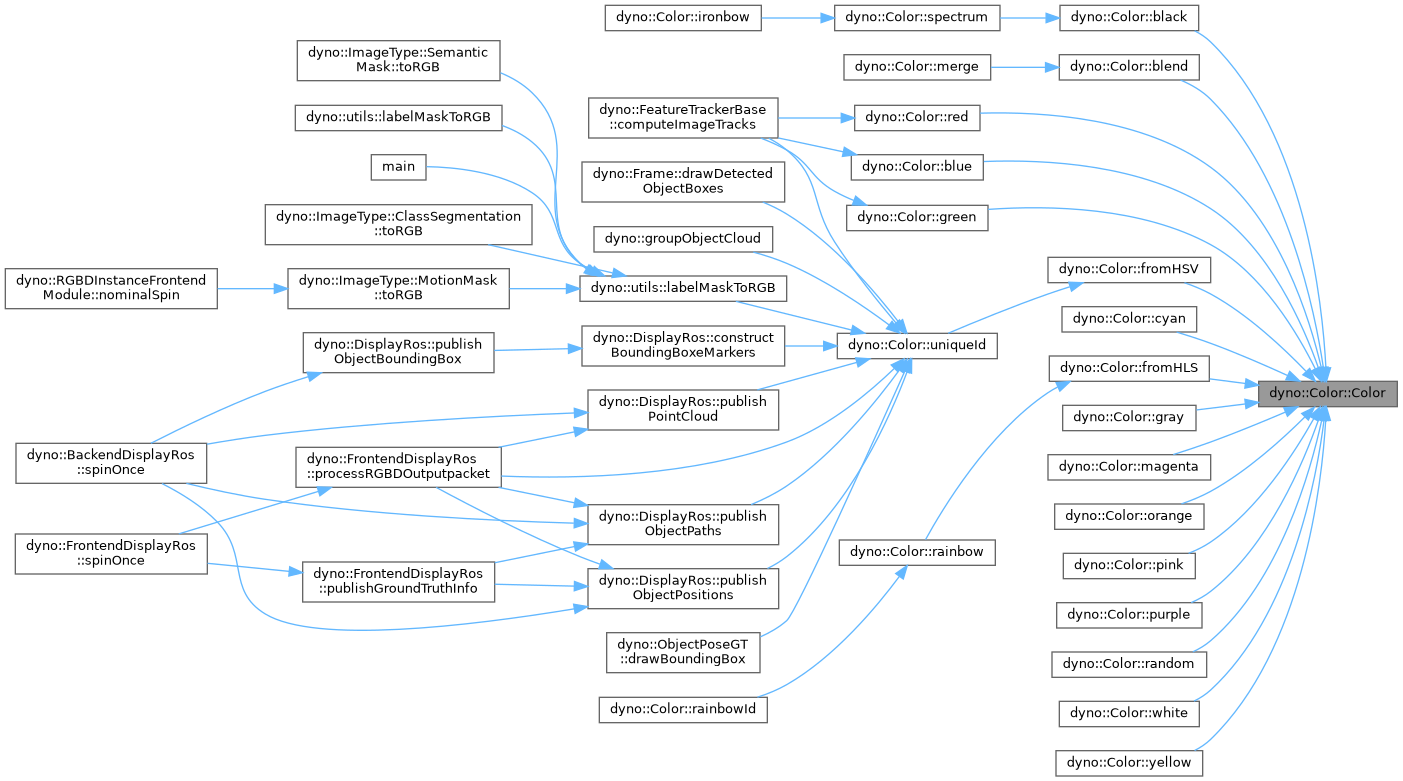 dyno::Color::ironbow
dyno::Color::spectrum
dyno::Color::black
dyno::ImageType::Semantic
Mask::toRGB
dyno::Color::merge
dyno::Color::blend
dyno::utils::labelMaskToRGB
dyno::FeatureTrackerBase
::computeImageTracks
dyno::Color::red
main
dyno::Frame::drawDetected
ObjectBoxes
dyno::Color::blue
dyno::ImageType::ClassSegmentation
::toRGB
dyno::groupObjectCloud
dyno::Color::green
dyno::RGBDInstanceFrontend
Module::nominalSpin
dyno::ImageType::MotionMask
::toRGB
dyno::utils::labelMaskToRGB
dyno::Color::fromHSV
dyno::Color::cyan
dyno::DisplayRos::publish
ObjectBoundingBox
dyno::DisplayRos::construct
BoundingBoxeMarkers
dyno::Color::uniqueId
dyno::Color::fromHLS
dyno::Color::Color
dyno::DisplayRos::publish
PointCloud
dyno::Color::gray
dyno::BackendDisplayRos
::spinOnce
dyno::FrontendDisplayRos
::processRGBDOutputpacket
dyno::Color::magenta
dyno::DisplayRos::publish
ObjectPaths
dyno::Color::orange
dyno::FrontendDisplayRos
::spinOnce
dyno::Color::rainbow
dyno::Color::pink
dyno::FrontendDisplayRos
::publishGroundTruthInfo
dyno::DisplayRos::publish
ObjectPositions
dyno::Color::purple
dyno::ObjectPoseGT
::drawBoundingBox
dyno::Color::random
dyno::Color::rainbowId
dyno::Color::white
dyno::Color::yellow